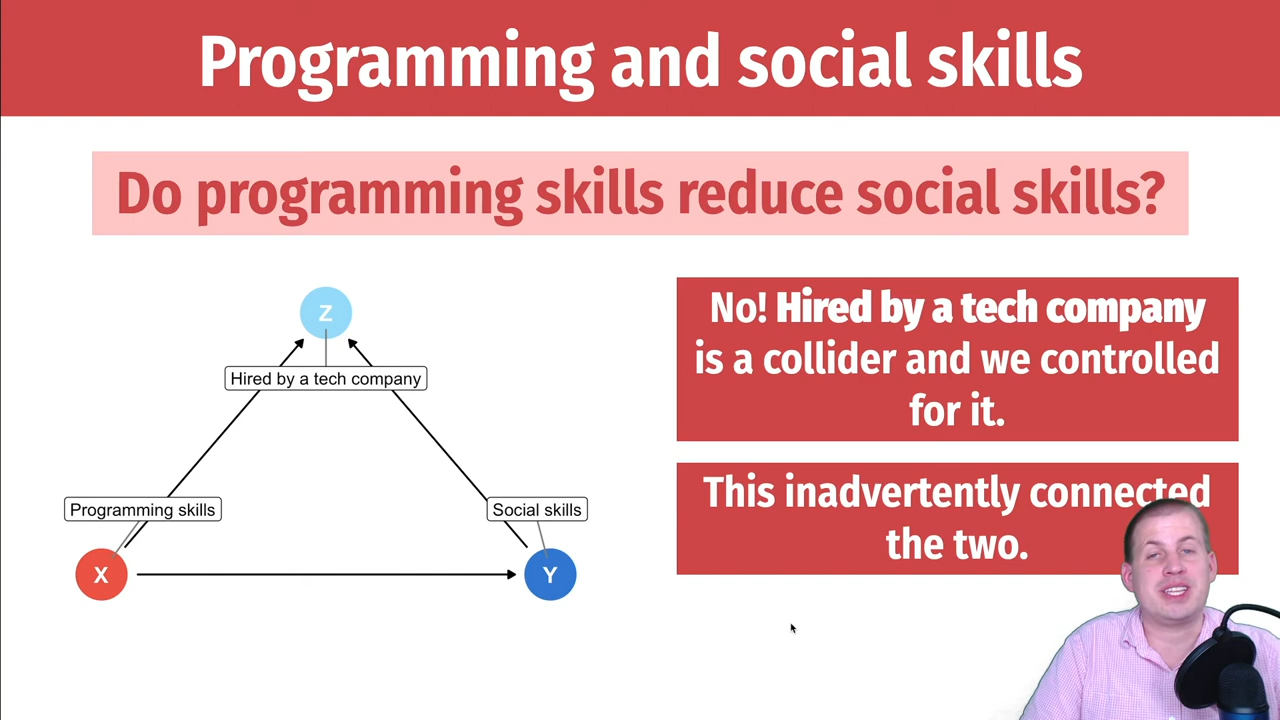 Programming and social skills
Do programming skills reduce social skills?
Z
Hired by a tech company
Programming skills
Social skills
X
Y
No! Hired by a tech company
is a collider and we controlled
for it.
This inadvertently connected
the two.